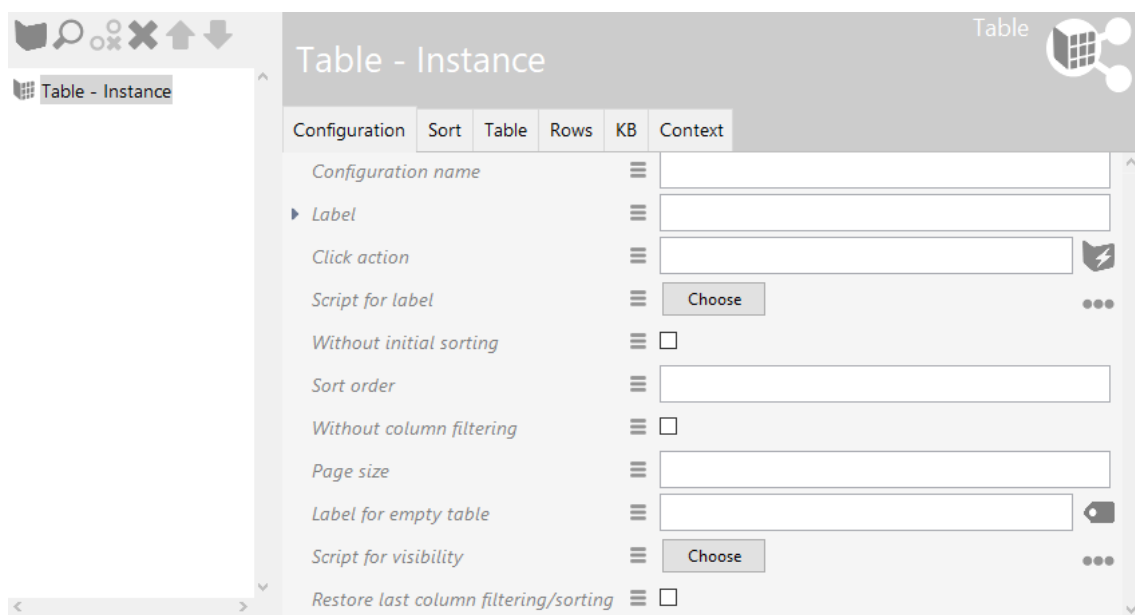 Table - Instance
Table
Table - Instance
Configuration Sort Table Rows KB Context
Configuration name
Label
Click action
Script for label Choose
Without initial sorting
Sort order
Without column filtering
Page size
Label for empty table
Script for visibility Choose
Restore last column filtering/sorting